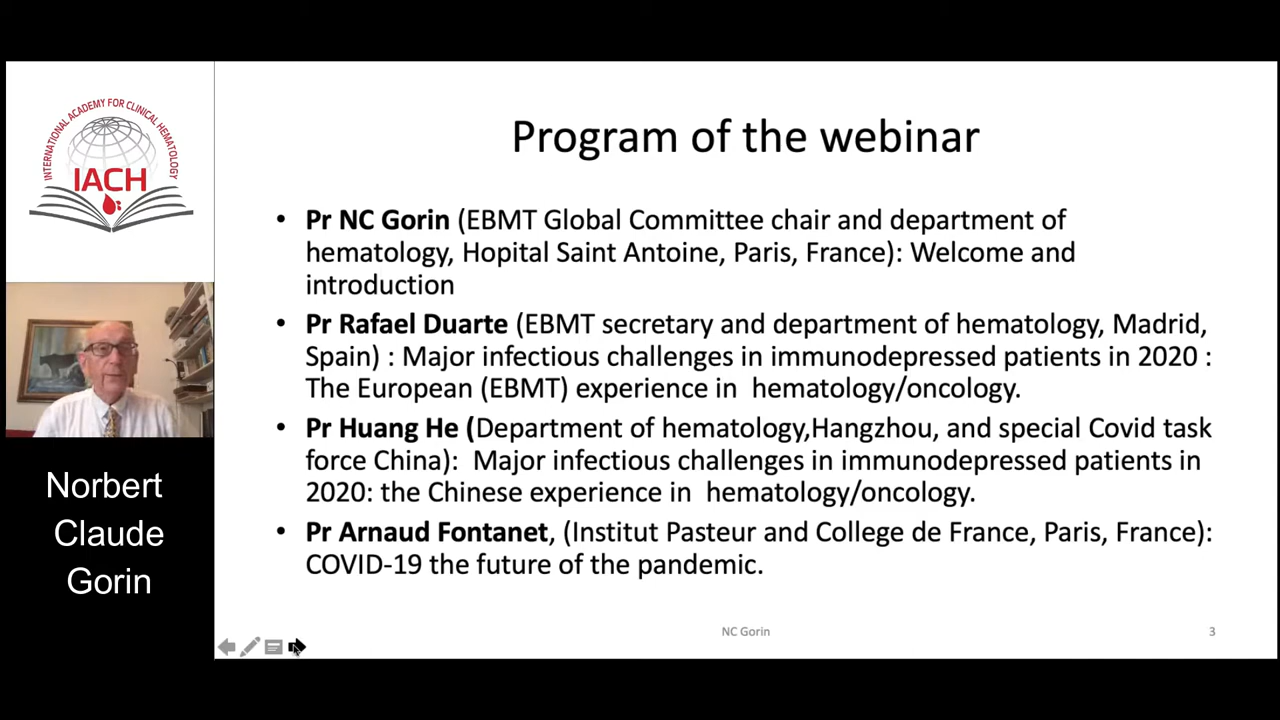 INTERNATIONAL ACADEMY FOR CLINICAL HEMATOLOGY
IACH
Norbert
Claude
Gorin
Program of the webinar
• Pr NC Gorin (EBMT Global Committee chair and department of
hematology, Hopital Saint Antoine, Paris, France): Welcome and
introduction
• Pr Rafael Duarte (EBMT secretary and department of hematology, Madrid,
Spain) : Major infectious challenges in immunodepressed patients in 2020 :
The European (EBMT) experience in  hematology/oncology.
• Pr Huang He (Department of hematology,Hangzhou, and special Covid task
force China):  Major infectious challenges in immunodepressed patients in
2020: the Chinese experience in  hematology/oncology.
• Pr Arnaud Fontanet, (Institut Pasteur and College de France, Paris, France):
COVID-19 the future of the pandemic.
NC Gorin
3